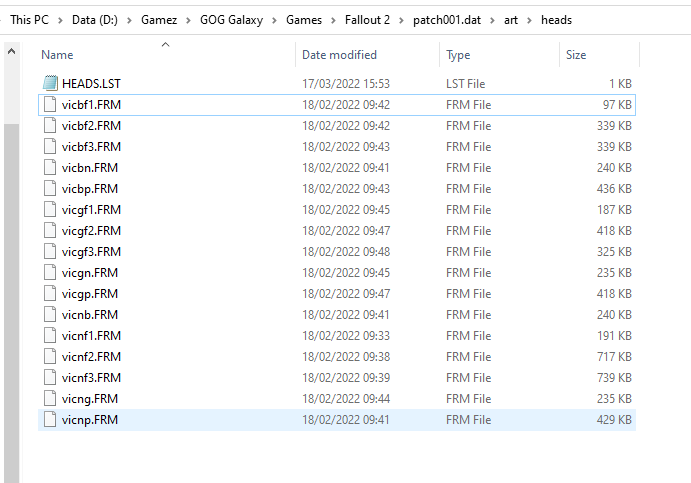 This PC > Data (D:) > Gamez > GOG Galaxy > Games > Fallout 2 > patch001.dat > art > heads
Name Date modified Type Size
HEADS.LST 17/03/2022 15:53 LST File 1 KB
vicbf1.FRM 18/02/2022 09:42 FRM File 97 KB
vicbf2.FRM 18/02/2022 09:42 FRM File 339 KB
vicbf3.FRM 18/02/2022 09:43 FRM File 339 KB
vicbn.FRM 18/02/2022 09:41 FRM File 240 KB
vicbp.FRM 18/02/2022 09:43 FRM File 436 KB
vicgf1.FRM 18/02/2022 09:45 FRM File 187 KB
vicgf2.FRM 18/02/2022 09:47 FRM File 418 KB
vicgf3.FRM 18/02/2022 09:48 FRM File 325 KB
vicgn.FRM 18/02/2022 09:45 FRM File 235 KB
vicgp.FRM 18/02/2022 09:47 FRM File 418 KB
vicnb.FRM 18/02/2022 09:41 FRM File 240 KB
vicnf1.FRM 18/02/2022 09:33 FRM File 191 KB
vicnf2.FRM 18/02/2022 09:38 FRM File 717 KB
vicnf3.FRM 18/02/2022 09:39 FRM File 739 KB
vicng.FRM 18/02/2022 09:44 FRM File 235 KB
vicnp.FRM 18/02/2022 09:41 FRM File 429 KB